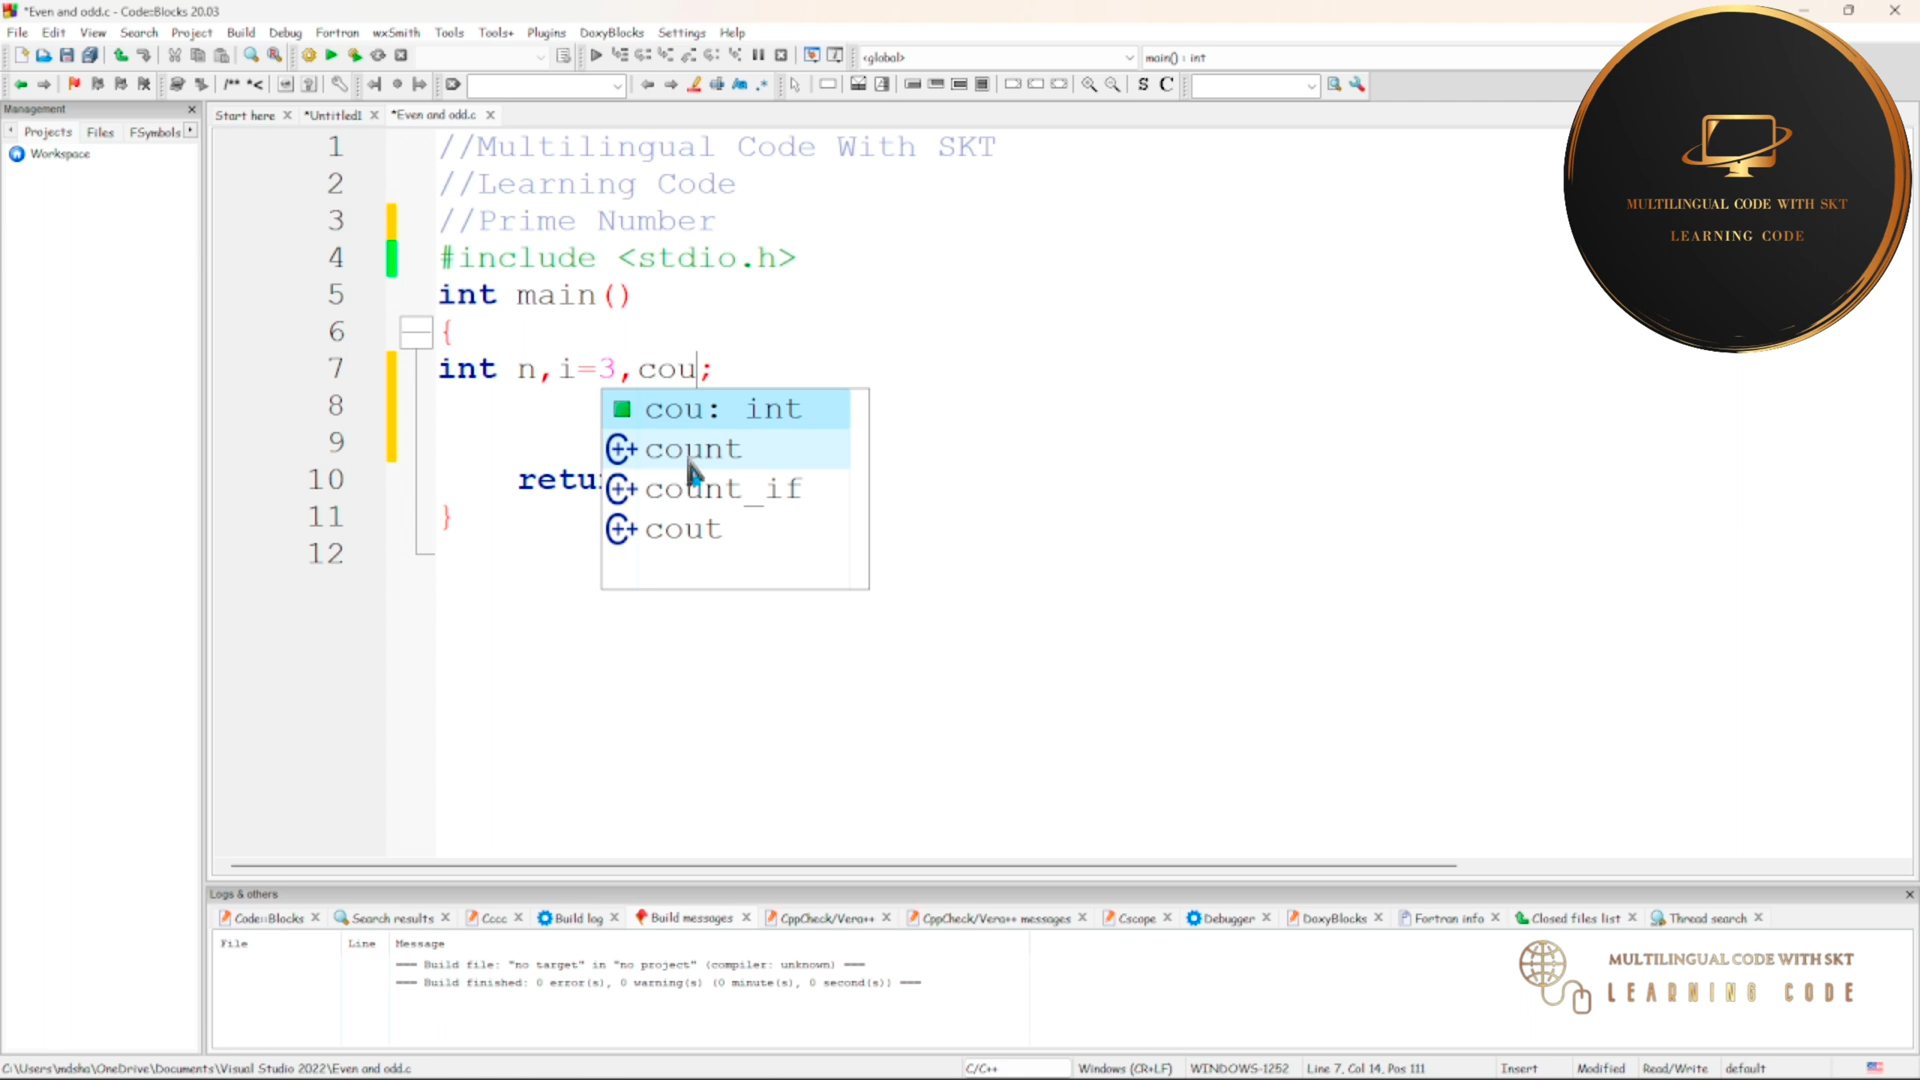 *Even and odd.c - Code::Blocks 20.03
File Edit View Search Project Build Debug Fortran wxSmith Tools Tools+ Plugins DoxyBlocks Settings Help
<global>
main() : int
S C
Management
Projects Files FSymbols
Workspace
Start here *Untitled1 *Even and odd.c
1 //Multilingual Code With SKT
2 //Learning Code
3 //Prime Number
4 #include <stdio.h>
5 int main()
6 {
7 int n,i=3,cou;
8
9
10 retu
11 }
12
cou: int
count
count_if
cout
MULTILINGUAL CODE WITH SKT
LEARNING CODE
Logs & others
Code::Blocks Search results Cccc Build log Build messages CppCheck/Vera++ CppCheck/Vera++ messages Cscope Debugger DoxyBlocks Fortran info Closed files list Thread search
File Line Message
=== Build file: "no target" in "no project" (compiler: unknown) ===
=== Build finished: 0 error(s), 0 warning(s) (0 minute(s), 0 second(s)) ===
MULTILINGUAL CODE WITH SKT
LEARNING CODE
C:\Users\mdsha\OneDrive\Documents\Visual Studio 2022\Even and odd.c
C/C++ Windows (CR+LF) WINDOWS-1252 Line 7, Col 14, Pos 111 Insert Modified Read/Write default